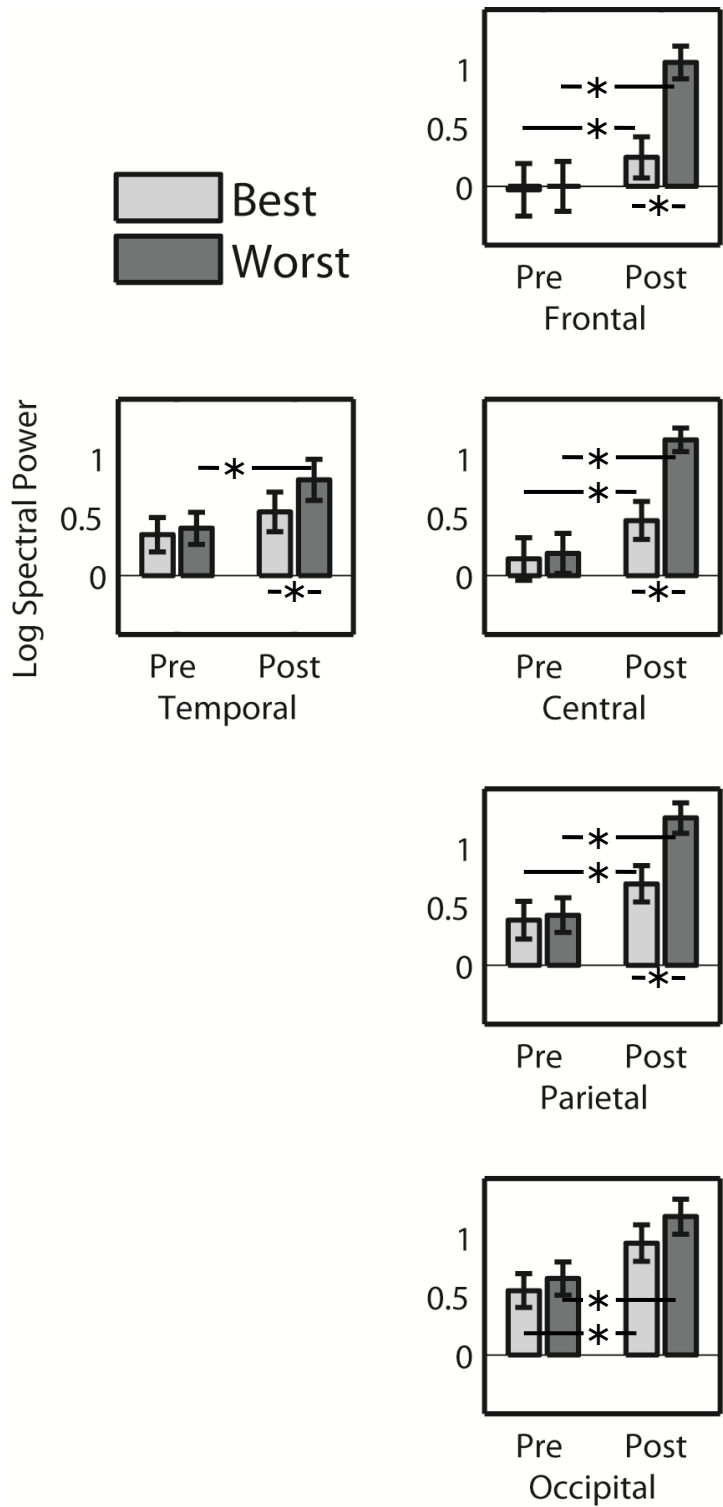 Best
Worst
1
0.5
0
* * *
Pre Post
Frontal
Log Spectral Power
1
0.5
0
* *
Pre Post
Temporal
1
0.5
0
* * *
Pre Post
Central
1
0.5
0
* * *
Pre Post
Parietal
1
0.5
0
* *
Pre Post
Occipital